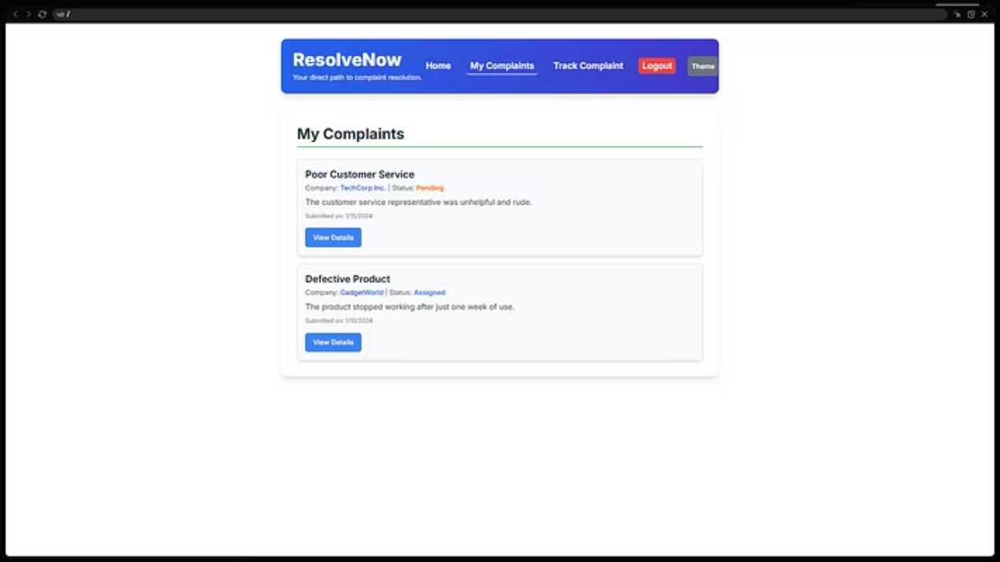 ResolveNow
Your direct path to complaint resolution.
Home
My Complaints
Track Complaint
Logout
Theme
My Complaints
Poor Customer Service
Company: TechCorp Inc. | Status: Pending
The customer service representative was unhelpful and rude.
Submitted on: 1/15/2024
View Details
Defective Product
Company: GadgetWorld | Status: Assigned
The product stopped working after just one week of use.
Submitted on: 1/10/2024
View Details